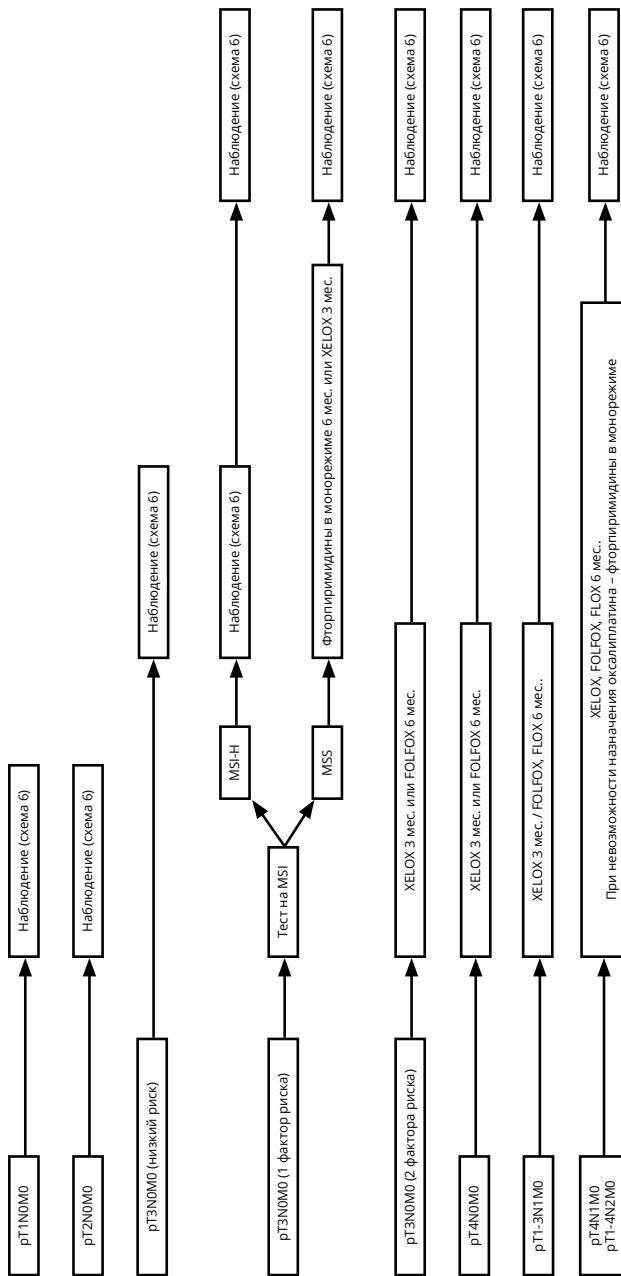 pT1N0M0
Наблюдение (схема 6)
pT2N0M0
Наблюдение (схема 6)
pT3N0M0 (низкий риск)
Наблюдение (схема 6)
pT3N0M0 (1 фактор риска)
Тест на MSI
MSI-H
Наблюдение (схема 6)
Наблюдение (схема 6)
MSS
Фторпиримидины в монорежиме 6 мес. или XELOX 3 мес.
Наблюдение (схема 6)
pT3N0M0 (2 фактора риска)
XELOX 3 мес. или FOLFOX 6 мес.
Наблюдение (схема 6)
pT4N0M0
XELOX 3 мес. или FOLFOX 6 мес.
Наблюдение (схема 6)
pT1-3N1M0
XELOX 3 мес. / FOLFOX, FLOX 6 мес..
Наблюдение (схема 6)
pT4N1M0
pT1-4N2M0
XELOX, FOLFOX, FLOX 6 мес..
При невозможности назначения оксалиплатина – фторпиримидины в монорежиме
Наблюдение (схема 6)